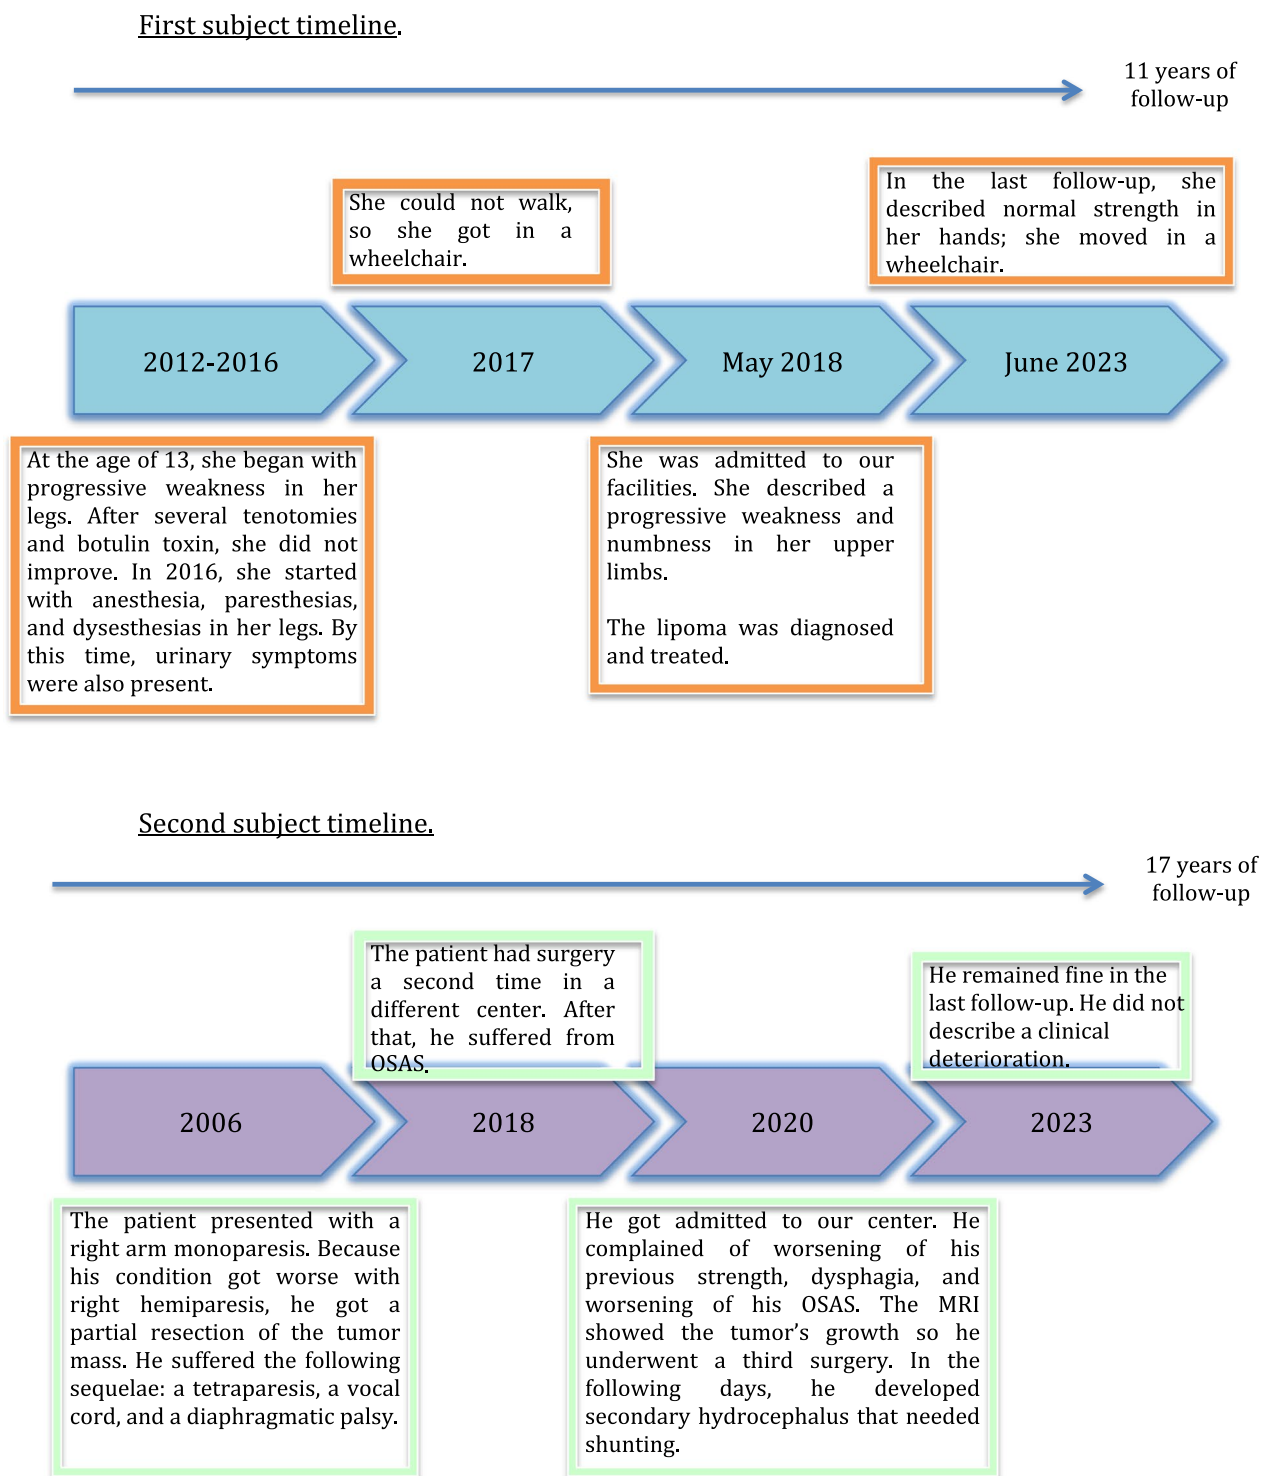 First subject timeline.
11 years of
follow-up
She could not walk,
so she got in a
wheelchair.
In the last follow-up, she
described normal strength in
her hands; she moved in a
wheelchair.
2012-2016
2017
May 2018
June 2023
At the age of 13, she began with
progressive weakness in her
legs. After several tenotomies
and botulin toxin, she did not
improve. In 2016, she started
with anesthesia, paresthesias,
and dysesthesias in her legs. By
this time, urinary symptoms
were also present.
She was admitted to our
facilities. She described a
progressive weakness and
numbness in her upper
limbs.
The lipoma was diagnosed
and treated.
Second subject timeline.
17 years of
follow-up
The patient had surgery
a second time in a
different center. After
that, he suffered from
OSAS.
He remained fine in the
last follow-up. He did not
describe a clinical
deterioration.
2006
2018
2020
2023
The patient presented with a
right arm monoparesis. Because
his condition got worse with
right hemiparesis, he got a
partial resection of the tumor
mass. He suffered the following
sequelae: a tetraparesis, a vocal
cord, and a diaphragmatic palsy.
He got admitted to our center. He
complained of worsening of his
previous strength, dysphagia, and
worsening of his OSAS. The MRI
showed the tumor's growth so he
underwent a third surgery. In the
following days, he developed
secondary hydrocephalus that needed
shunting.